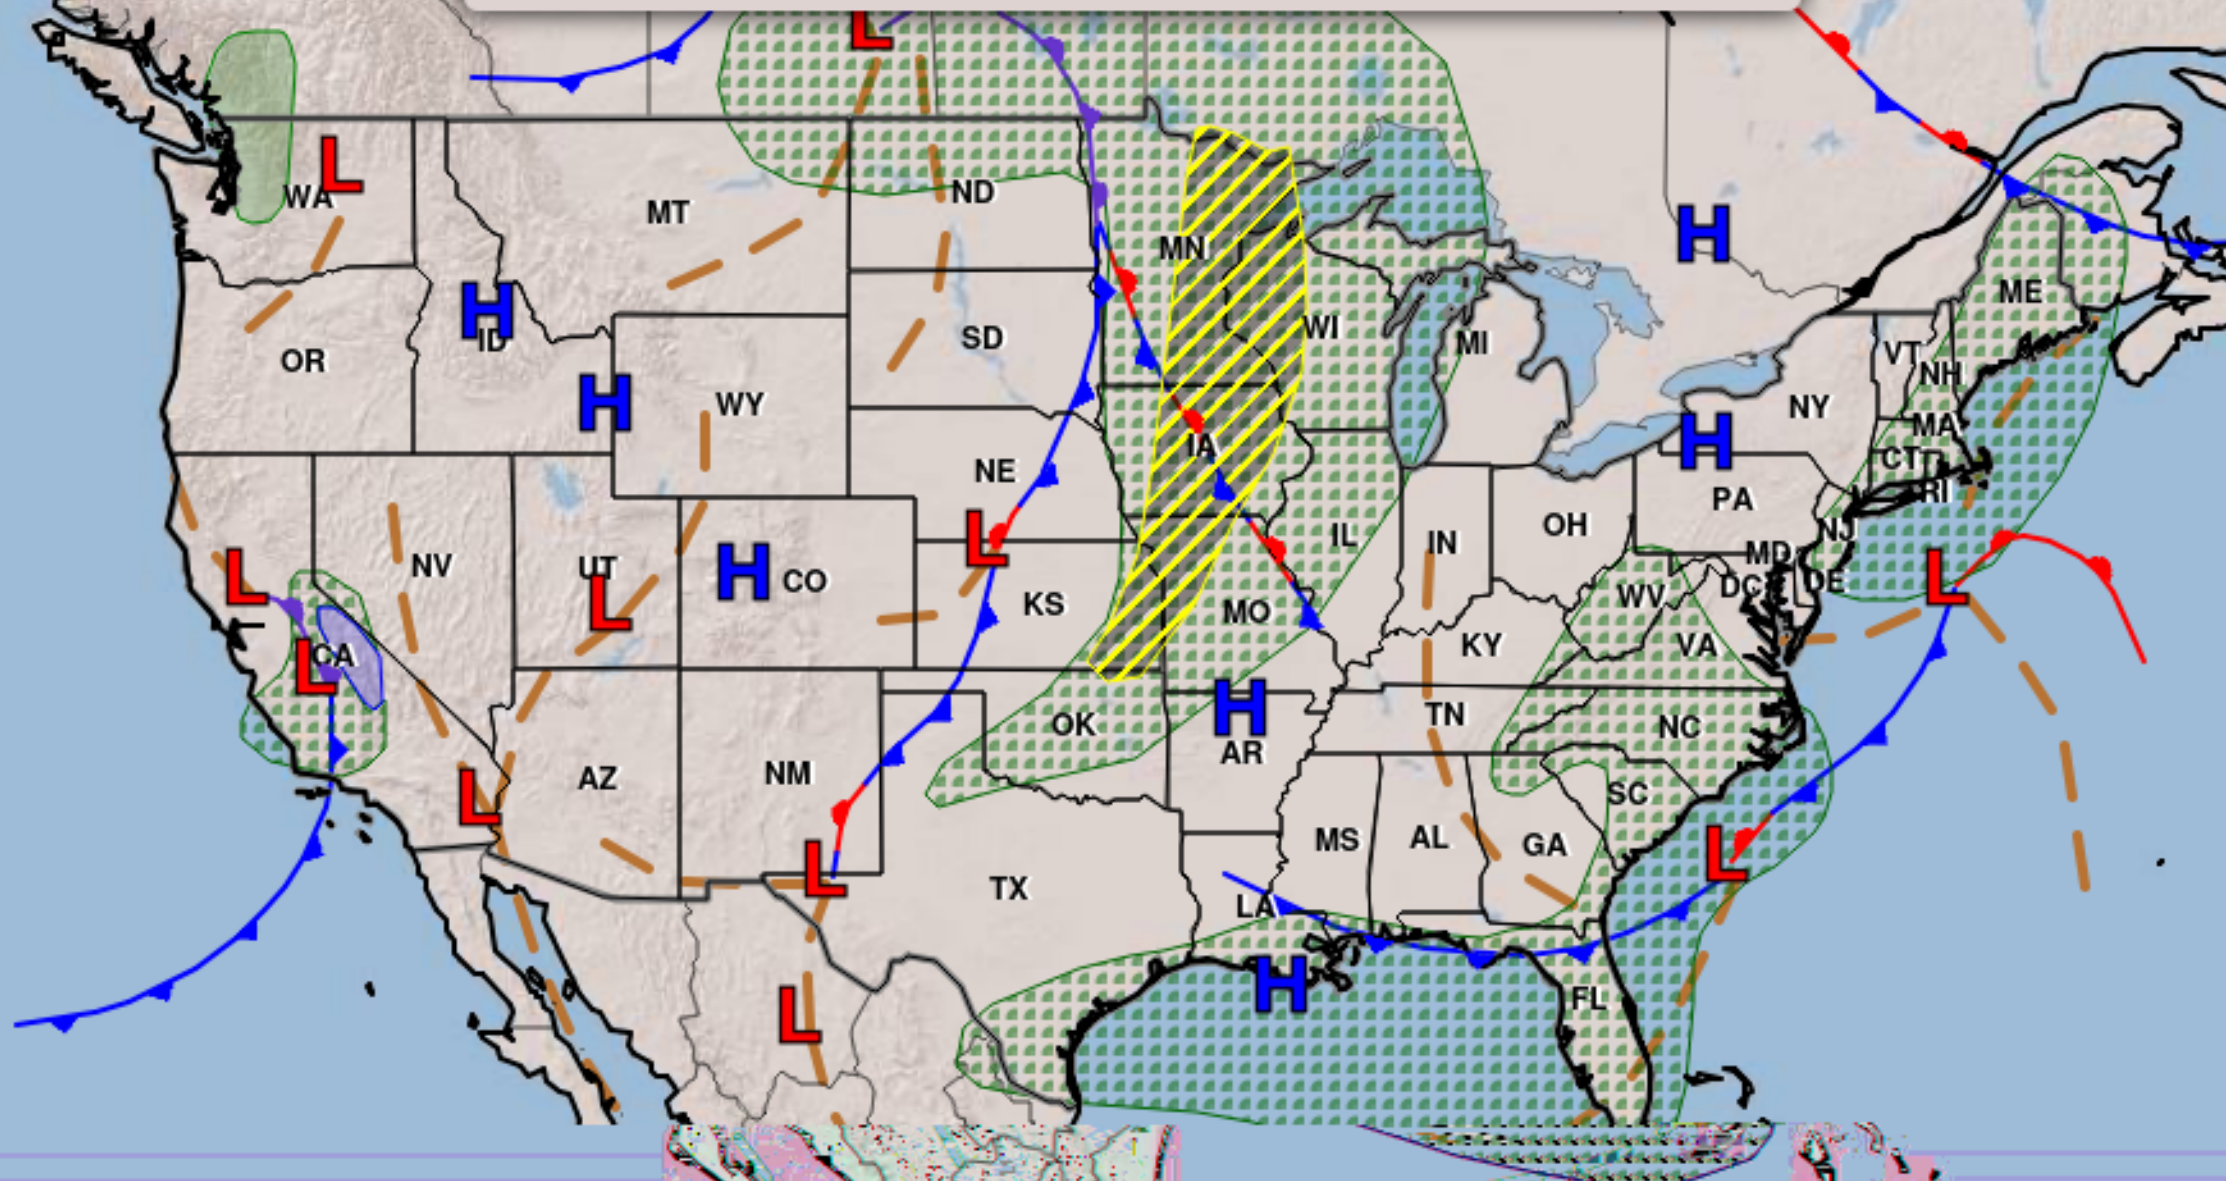 L
WA
L
ND
MT
MN
H
ME
H
ID
OR
SD
WI
MI
VT
NH
H
WY
NY
MA
IA
H
CT
NE
RI
PA
L
OH
NJ
IL
IN
MD
NV
UT
H
CO
L
DC
DE
L
L
KS
MO
WV
KY
VA
CA
L
H
TN
OK
NC
AR
AZ
NM
L
SC
MS
AL
GA
L
L
TX
LA
H
FL
L